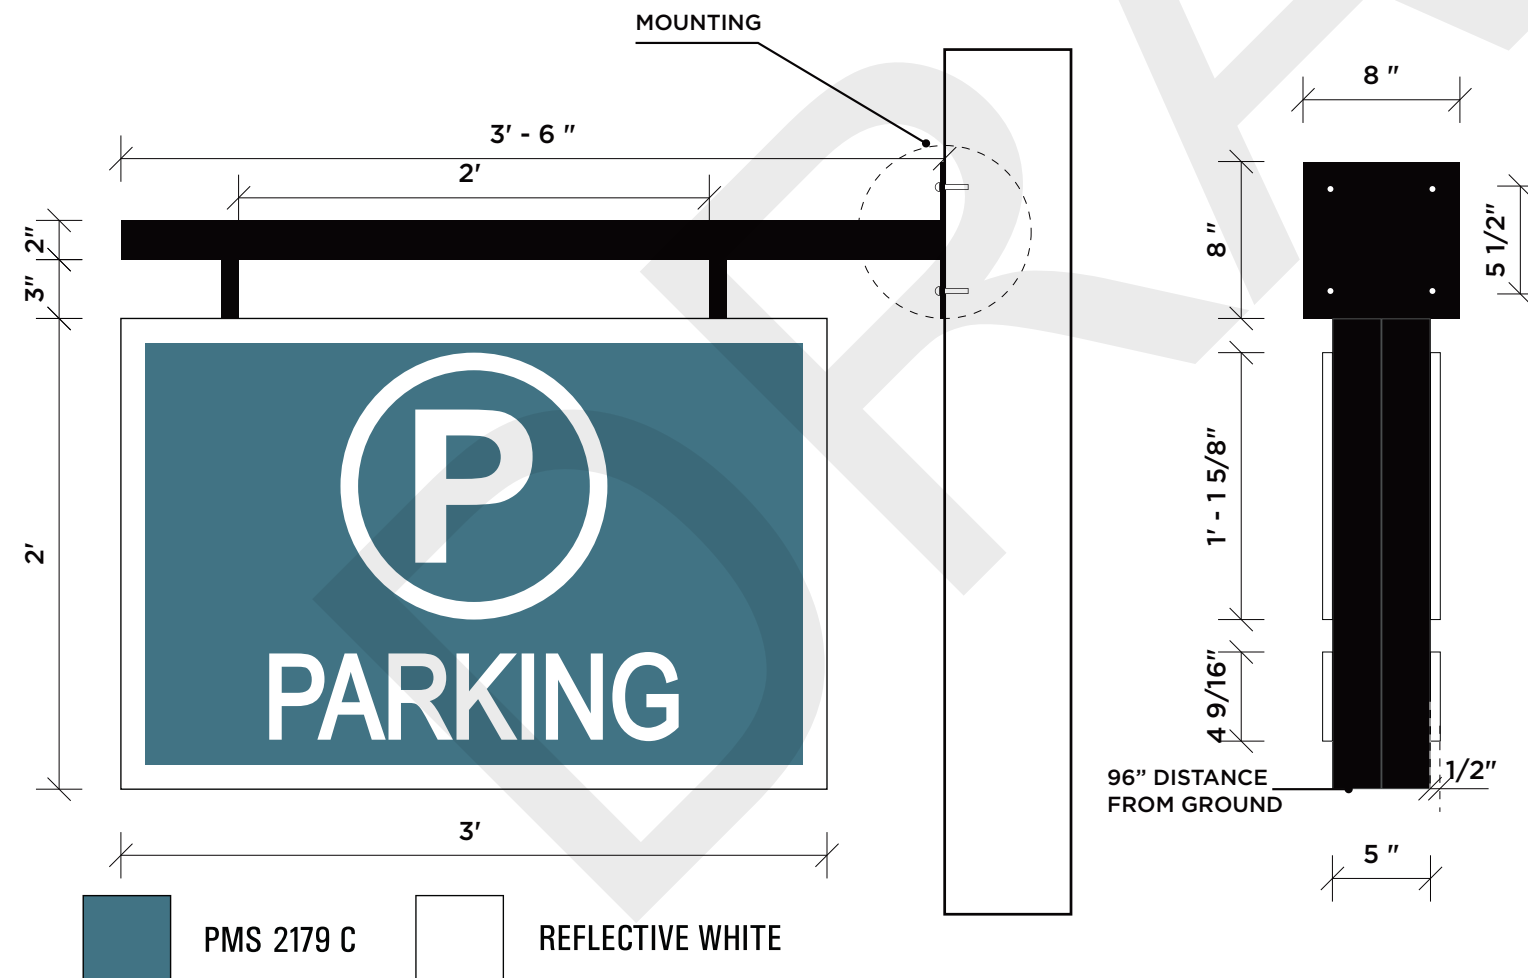 MOUNTING
3' - 6 "
2'
2"
3"
2'
P
PARKING
3'
PMS 2179 C
REFLECTIVE WHITE
8 "
8 "
5 1/2"
1' - 1 5/8"
4 9/16"
96” DISTANCE
FROM GROUND
1/2"
5 "
DRA